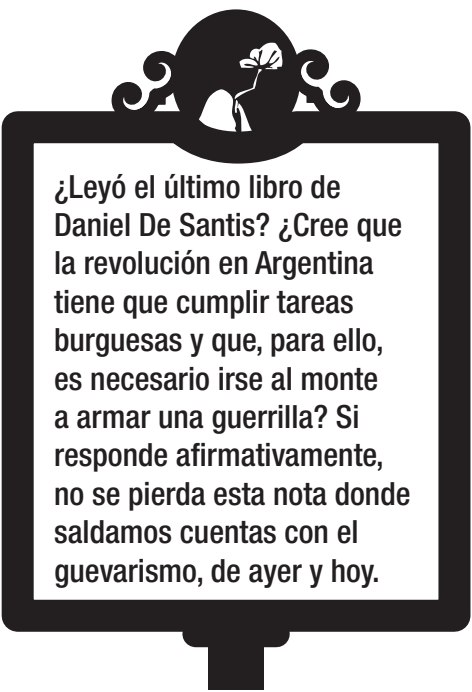 ¿Leyó el último libro de
Daniel De Santis? ¿Cree que
la revolución en Argentina
tiene que cumplir tareas
burguesas y que, para ello,
es necesario irse al monte
a armar una guerrilla? Si
responde afirmativamente,
no se pierda esta nota donde
saldamos cuentas con el
guevarismo, de ayer y hoy.